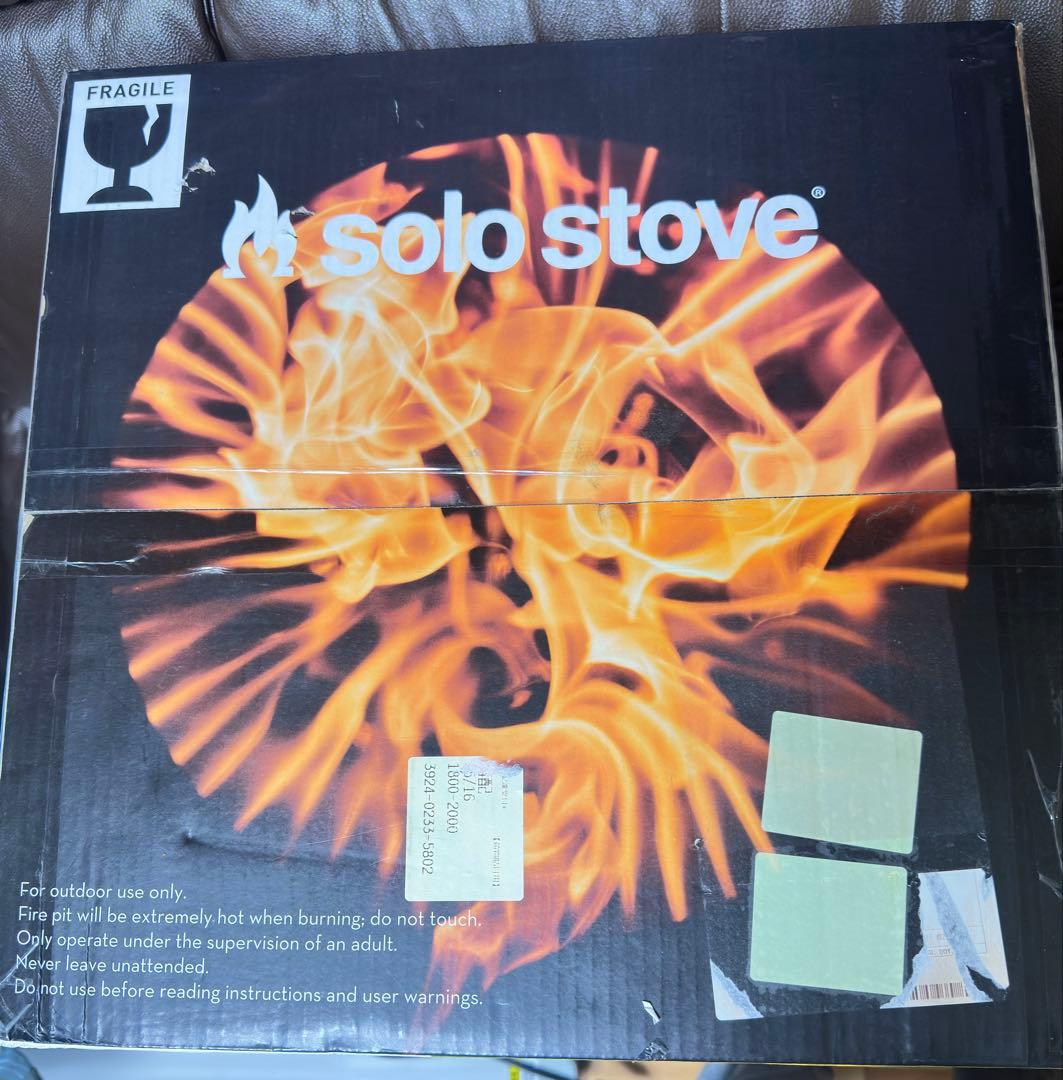 FRAGILE
solo stove®
5/16
1800-2000
3924-0233-5802
For outdoor use only.
Fire pit will be extremely hot when burning; do not touch.
Only operate under the supervision of an adult.
Never leave unattended.
Do not use before reading instructions and user warnings.